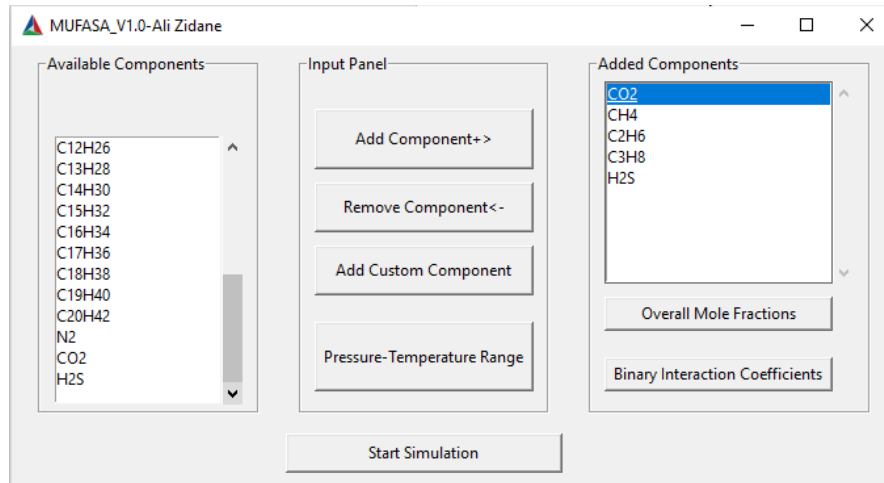 MUFASA_V1.0-Ali Zidane
Available Components
C12H26
C13H28
C14H30
C15H32
C16H34
C17H36
C18H38
C19H40
C20H42
N2
CO2
H2S
Input Panel
Add Component+>
Remove Component<-
Add Custom Component
Pressure-Temperature Range
Added Components
CO2
CH4
C2H6
C3H8
H2S
Overall Mole Fractions
Binary Interaction Coefficients
Start Simulation